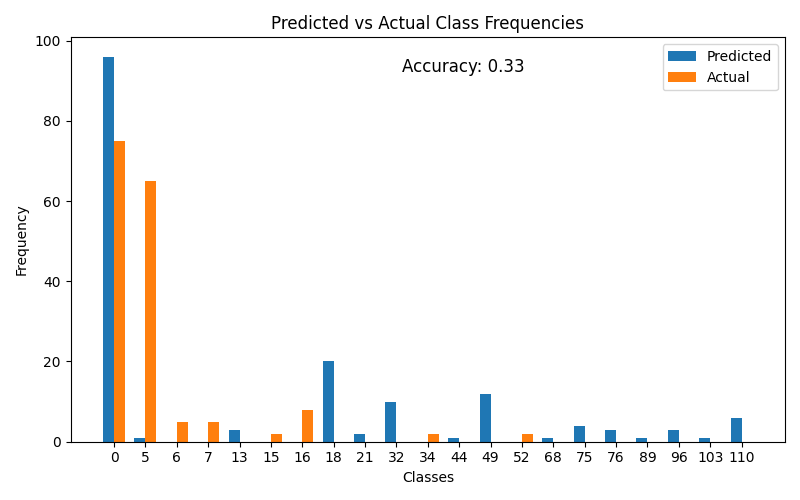 Predicted vs Actual Class Frequencies
Accuracy: 0.33
Predicted
Actual
Frequency
100
80
60
40
20
0
0 5 6 7 13 15 16 18 21 32 34 44 49 52 68 75 76 89 96 103 110
Classes